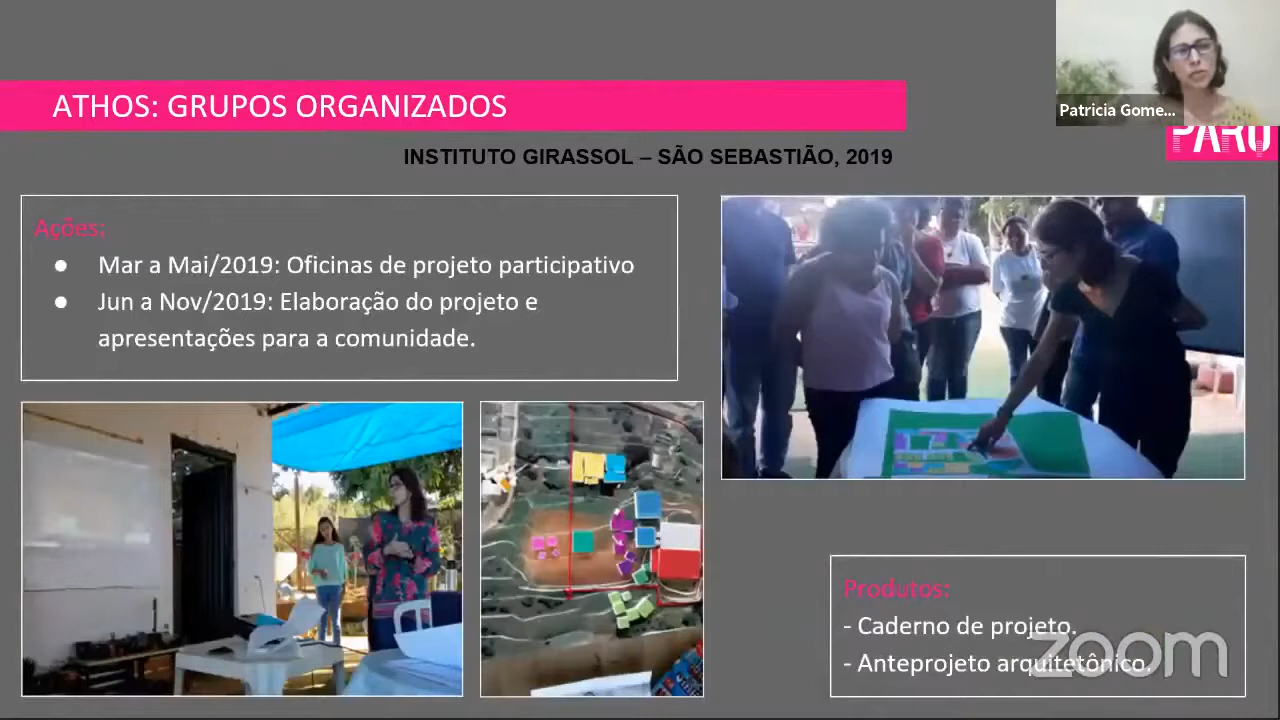 Patricia Gome...
ATHOS: GRUPOS ORGANIZADOS
PARQ
INSTITUTO GIRASSOL – SÃO SEBASTIÃO, 2019
Ações:
● Mar a Mai/2019: Oficinas de projeto participativo
● Jun a Nov/2019: Elaboração do projeto e
apresentações para a comunidade.
Produtos:
- Caderno de projeto.
- Anteprojeto arquitetônico.
zoom